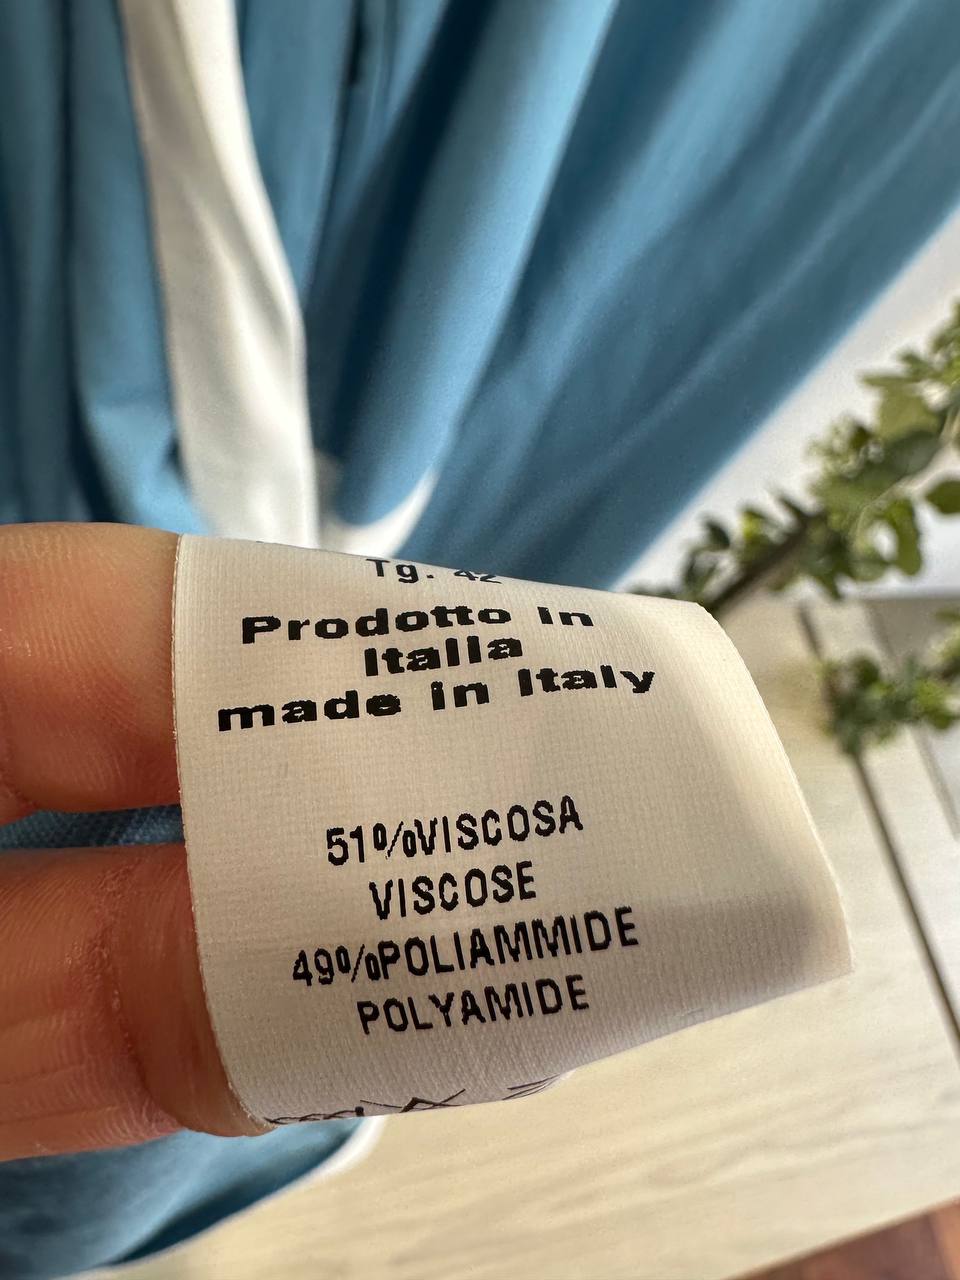 Tg. 42
Prodotto in
Italia
made in Italy
51%VISCOSA
VISCOSE
49%POLIAMMIDE
POLYAMIDE